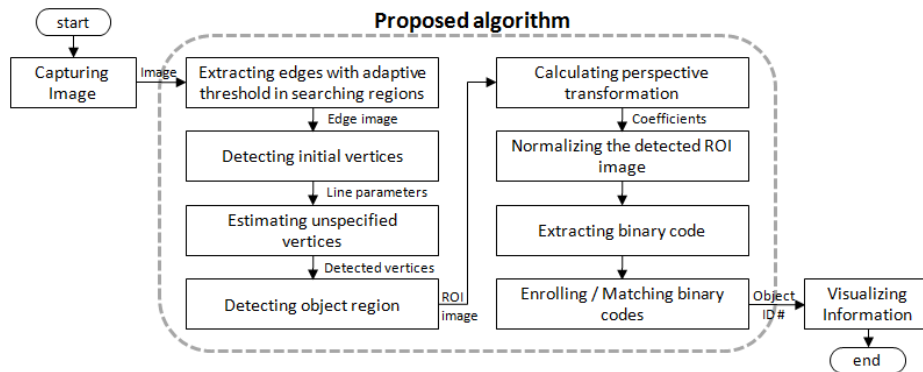 Proposed algorithm
start
Capturing
Image
Image
Extracting edges with adaptive
threshold in searching regions
Edge image
Detecting initial vertices
Line parameters
Estimating unspecified
vertices
Detected vertices
Detecting object region
ROI
image
Calculating perspective
transformation
Coefficients
Normalizing the detected ROI
image
Extracting binary code
Enrolling / Matching binary
codes
Object
ID #
Visualizing
Information
end